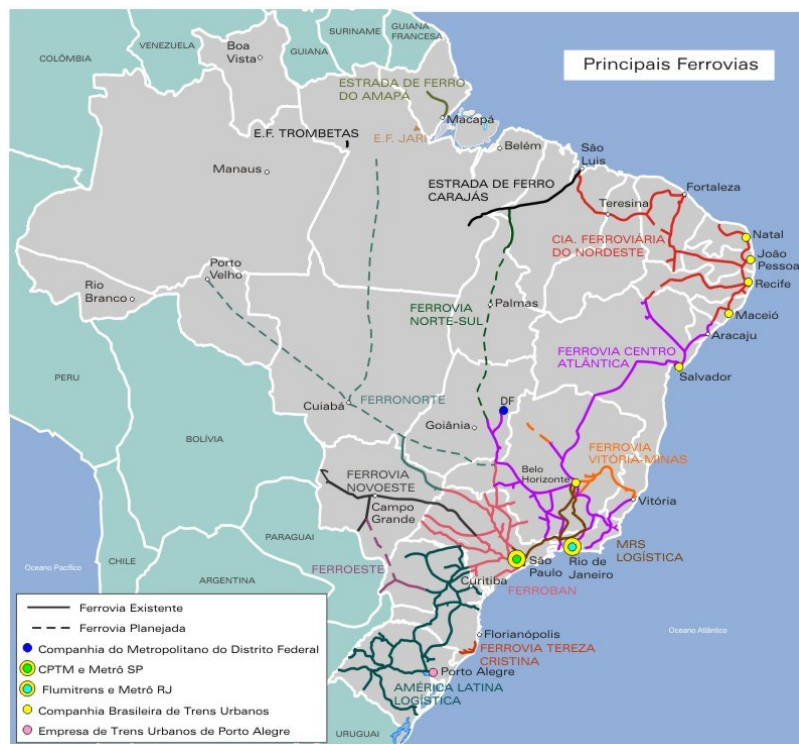 Principais Ferrovias
COLÔMBIA
VENEZUELA
GUIANA
SURINAME
GUIANA
FRANCESA
Boa
Vista
ESTRADA DE FERRO
DO AMAPÁ
Macapá
E.F. TROMBETAS
E.F. JARI
Manaus
Belém
São
Luis
ESTRADA DE FERRO
CARAJÁS
Teresina
Fortaleza
CIA. FERROVIÁRIA
DO NORDESTE
Natal
João
Pessoa
Recife
Maceió
Aracaju
Porto
Velho
Rio
Branco
Palmas
FERROVIA
NORTE-SUL
FERROVIA CENTRO
ATLÂNTICA
Salvador
PERU
BOLÍVIA
Cuiabá
FERRONORTE
DF
Goiânia
FERROVIA
VITÓRIA-MINAS
Belo
Horizonte
Vitória
FERROVIA
NOVOESTE
Campo
Grande
MRS
LOGÍSTICA
PARAGUAI
CHILE
ARGENTINA
Oceano Pacífico
FERROESTE
São
Paulo
Rio de
Janeiro
FERROBAN
Curitiba
Florianópolis
FERROVIA TEREZA
CRISTINA
Porto Alegre
AMÉRICA LATINA
LOGÍSTICA
URUGUAI
Oceano Atlântico
Ferrovia Existente
Ferrovia Planejada
Companhia do Metropolitano do Distrito Federal
CPTM e Metrô SP
Flumitrens e Metrô RJ
Companhia Brasileira de Trens Urbanos
Empresa de Trens Urbanos de Porto Alegre